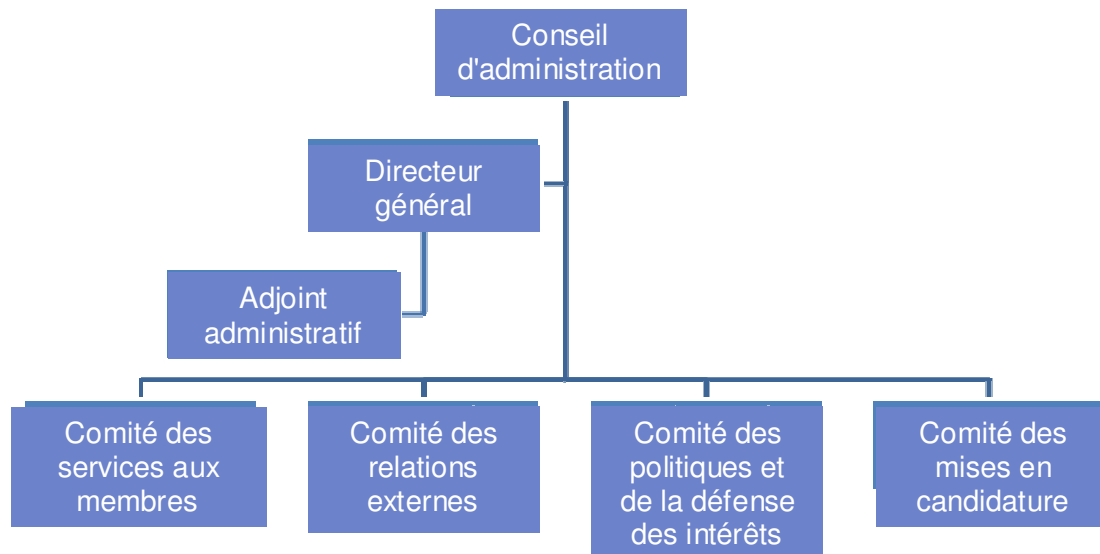 Conseil
d'administration
Directeur
général
Adjoint
administratif
Comité des
services aux
membres
Comité des
relations
externes
Comité des
politiques et
de la défense
des intérêts
Comité des
mises en
candidature